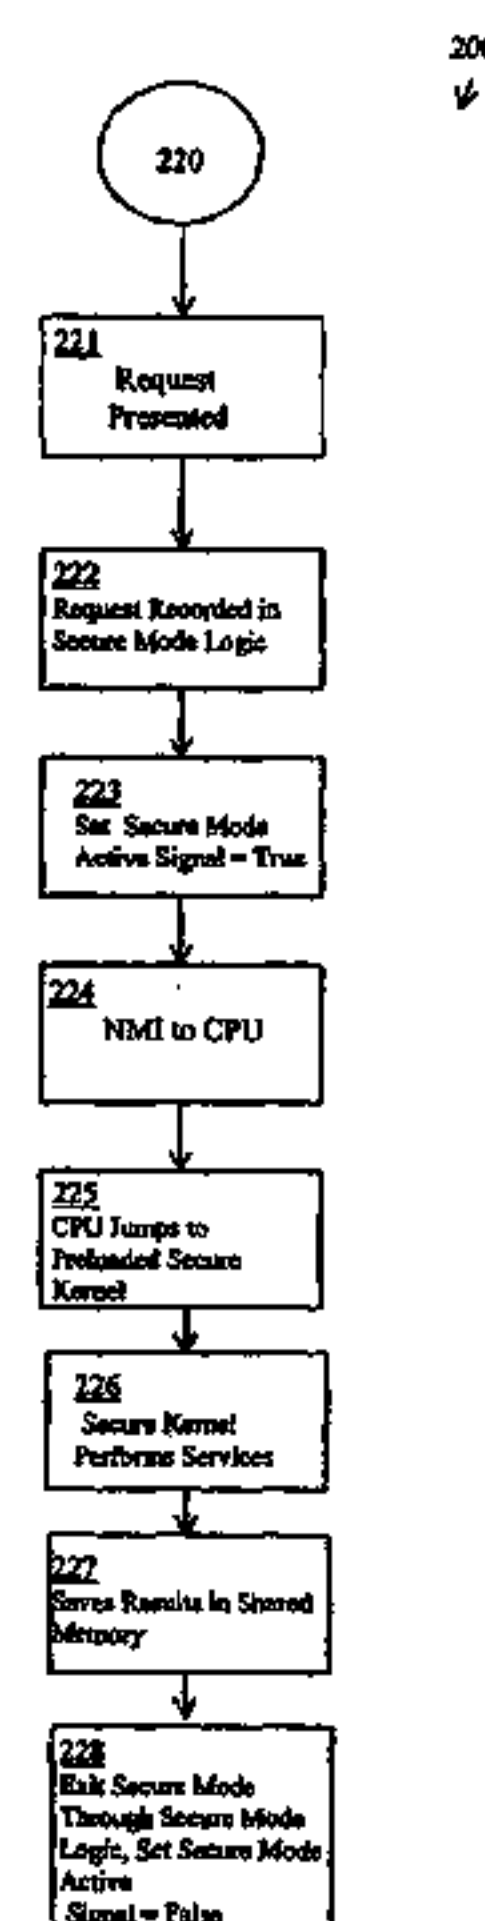 200
220
221
Request
Presented
222
Request Recorded in
Secure Mode Logic
223
Set Secure Mode
Active Signal = True
224
NMI to CPU
225
CPU Jumps to
Preloaded Secure
Kernel
226
Secure Kernel
Performs Services
227
Saves Results in Shared
Memory
228
Exit Secure Mode
Through Secure Mode
Logic, Set Secure Mode
Active
Signal = False